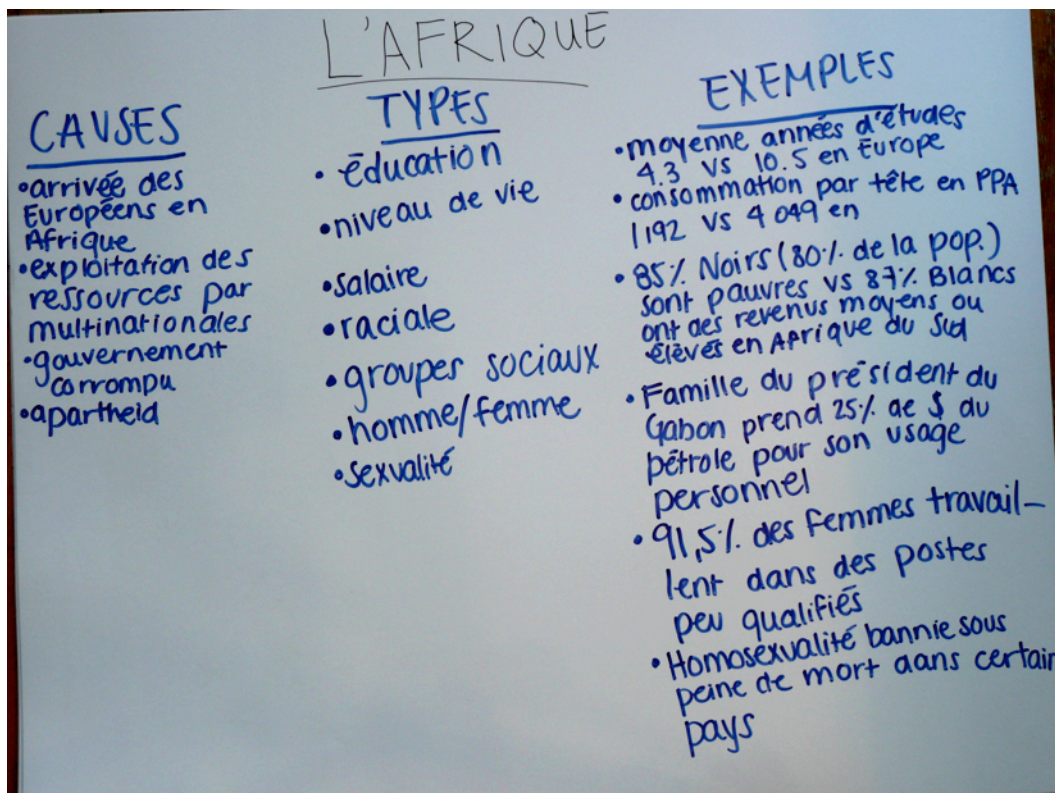 L'AFRIQUE
CAUSES
•arrivée des
Européens en
Afrique
•exploitation des
ressources par
multinationales
•gouvernement
corrompu
•apartheid
TYPES
• éducation
•niveau de vie
•salaire
•raciale
•groupes sociaux
•homme/femme
•sexualité
EXEMPLES
•moyenne années d'études
4.3 vs 10.5 en Europe
•consommation par tête en PPA
1192 vs 4 049 en
•85% Noirs (80% de la pop.)
sont pauvres vs 87% Blancs
ont des revenus moyens ou
élevés en Afrique du Sud
•Famille du président du
Gabon prend 25% de $ du
pétrole pour son usage
personnel
•91,5% des femmes travail-
lent dans des postes
peu qualifiés
•Homosexualité bannie sous
peine de mort dans certain
pays